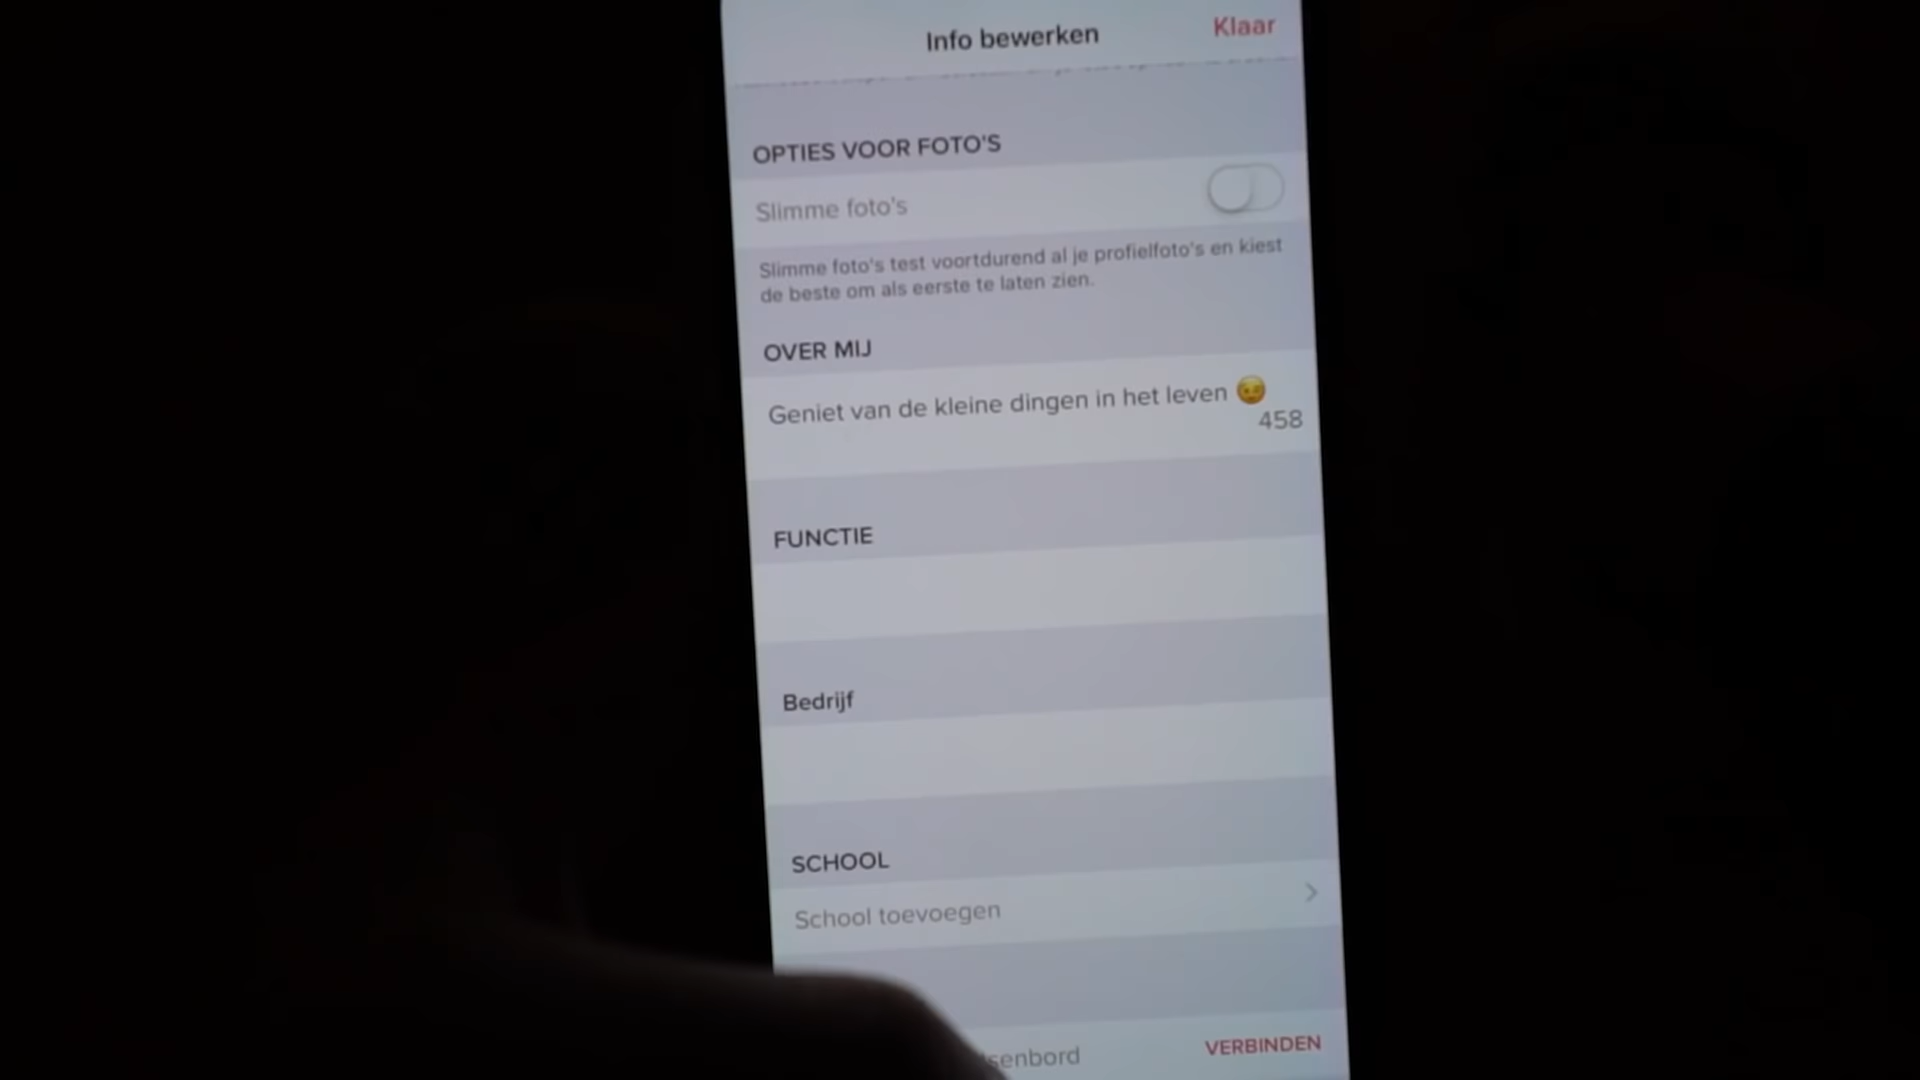 Info bewerken
Klaar
OPTIES VOOR FOTO'S
Slimme foto's
Slimme foto's test voortdurend al je profielfoto's en kiest
de beste om als eerste te laten zien.
OVER MIJ
Geniet van de kleine dingen in het leven 😉
458
FUNCTIE
Bedrijf
SCHOOL
School toevoegen
VERBINDEN